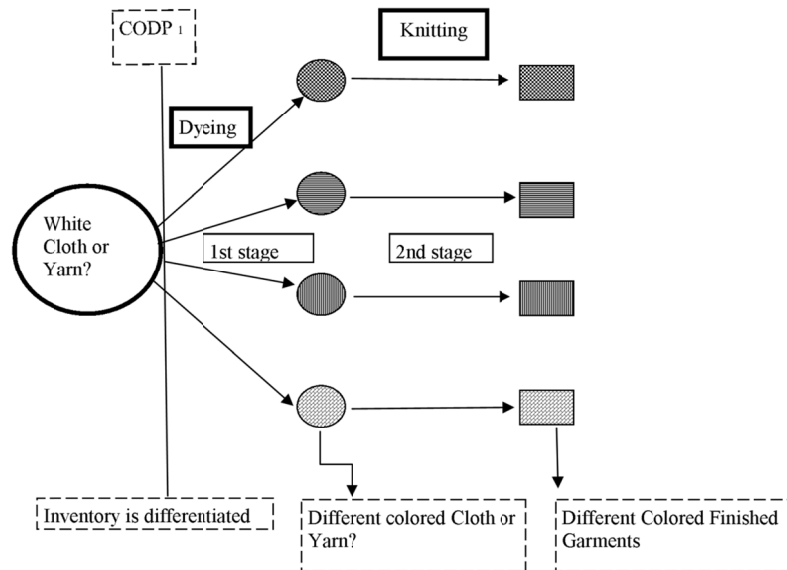 CODP 1
Knitting
Dyeing
White
Cloth or
Yarn?
1st stage
2nd stage
Inventory is differentiated
Different colored Cloth or
Yarn?
Different Colored Finished
Garments